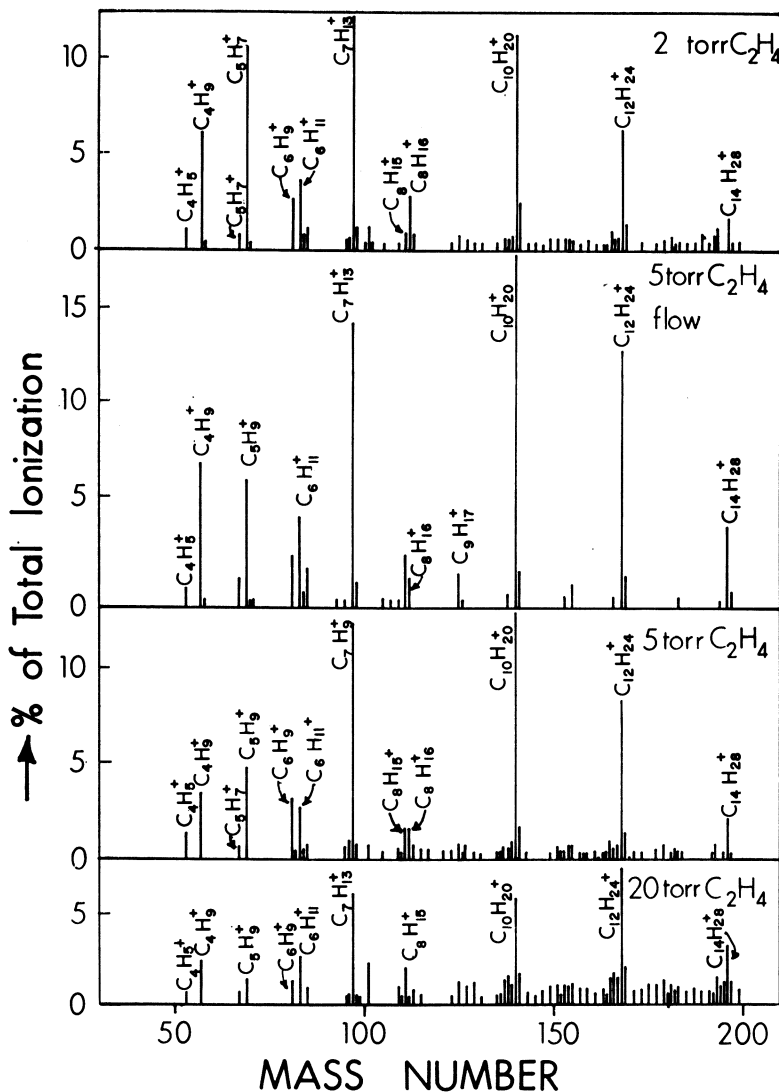 2 torr C₂H₄
10
5
0
C₄H₅⁺
C₄H₉⁺
C₅H₇⁺
C₅H₇⁺
C₆H₉⁺
C₆H₁₁⁺
C₇H₁₃⁺
C₈H₁₅⁺
C₈H₁₆⁺
C₁₀H₂₀⁺
C₁₂H₂₄⁺
C₁₄H₂₈⁺
5 torr C₂H₄
flow
15
10
5
0
C₄H₅⁺
C₄H₉⁺
C₅H₉⁺
C₆H₁₁⁺
C₇H₁₃⁺
C₈H₁₆⁺
C₉H₁₇⁺
C₁₀H₂₀⁺
C₁₂H₂₄⁺
C₁₄H₂₈⁺
5 torr C₂H₄
10
5
0
C₄H₅⁺
C₄H₉⁺
C₅H₇⁺
C₅H₉⁺
C₆H₉⁺
C₆H₁₁⁺
C₇H₉⁺
C₈H₁₅⁺
C₈H₁₆⁺
C₁₀H₂₀⁺
C₁₂H₂₄⁺
C₁₄H₂₈⁺
20 torr C₂H₄
5
0
C₄H₅⁺
C₄H₉⁺
C₅H₉⁺
C₆H₉⁺
C₆H₁₁⁺
C₇H₁₃⁺
C₈H₁₅⁺
C₁₀H₂₀⁺
C₁₂H₂₄⁺
C₁₄H₂₈⁺
50 100 150 200
MASS NUMBER
% of Total Ionization